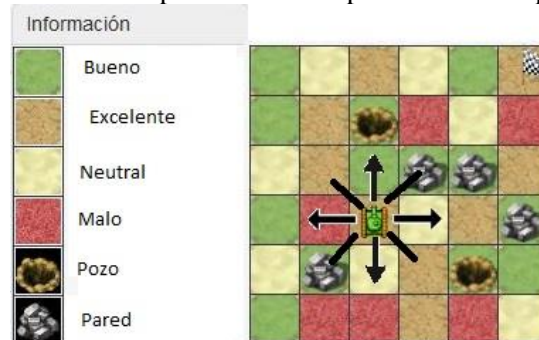 Información
Bueno
Excelente
Neutral
Malo
Pozo
Pared